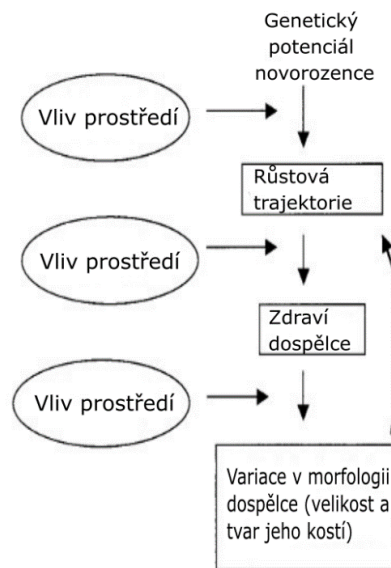 Genetický
potenciál
novorozence
Vliv prostředí
Růstová
trajektorie
Vliv prostředí
Zdraví
dospělce
Vliv prostředí
Variace v morfologii
dospělce (velikost a
tvar jeho kostí)